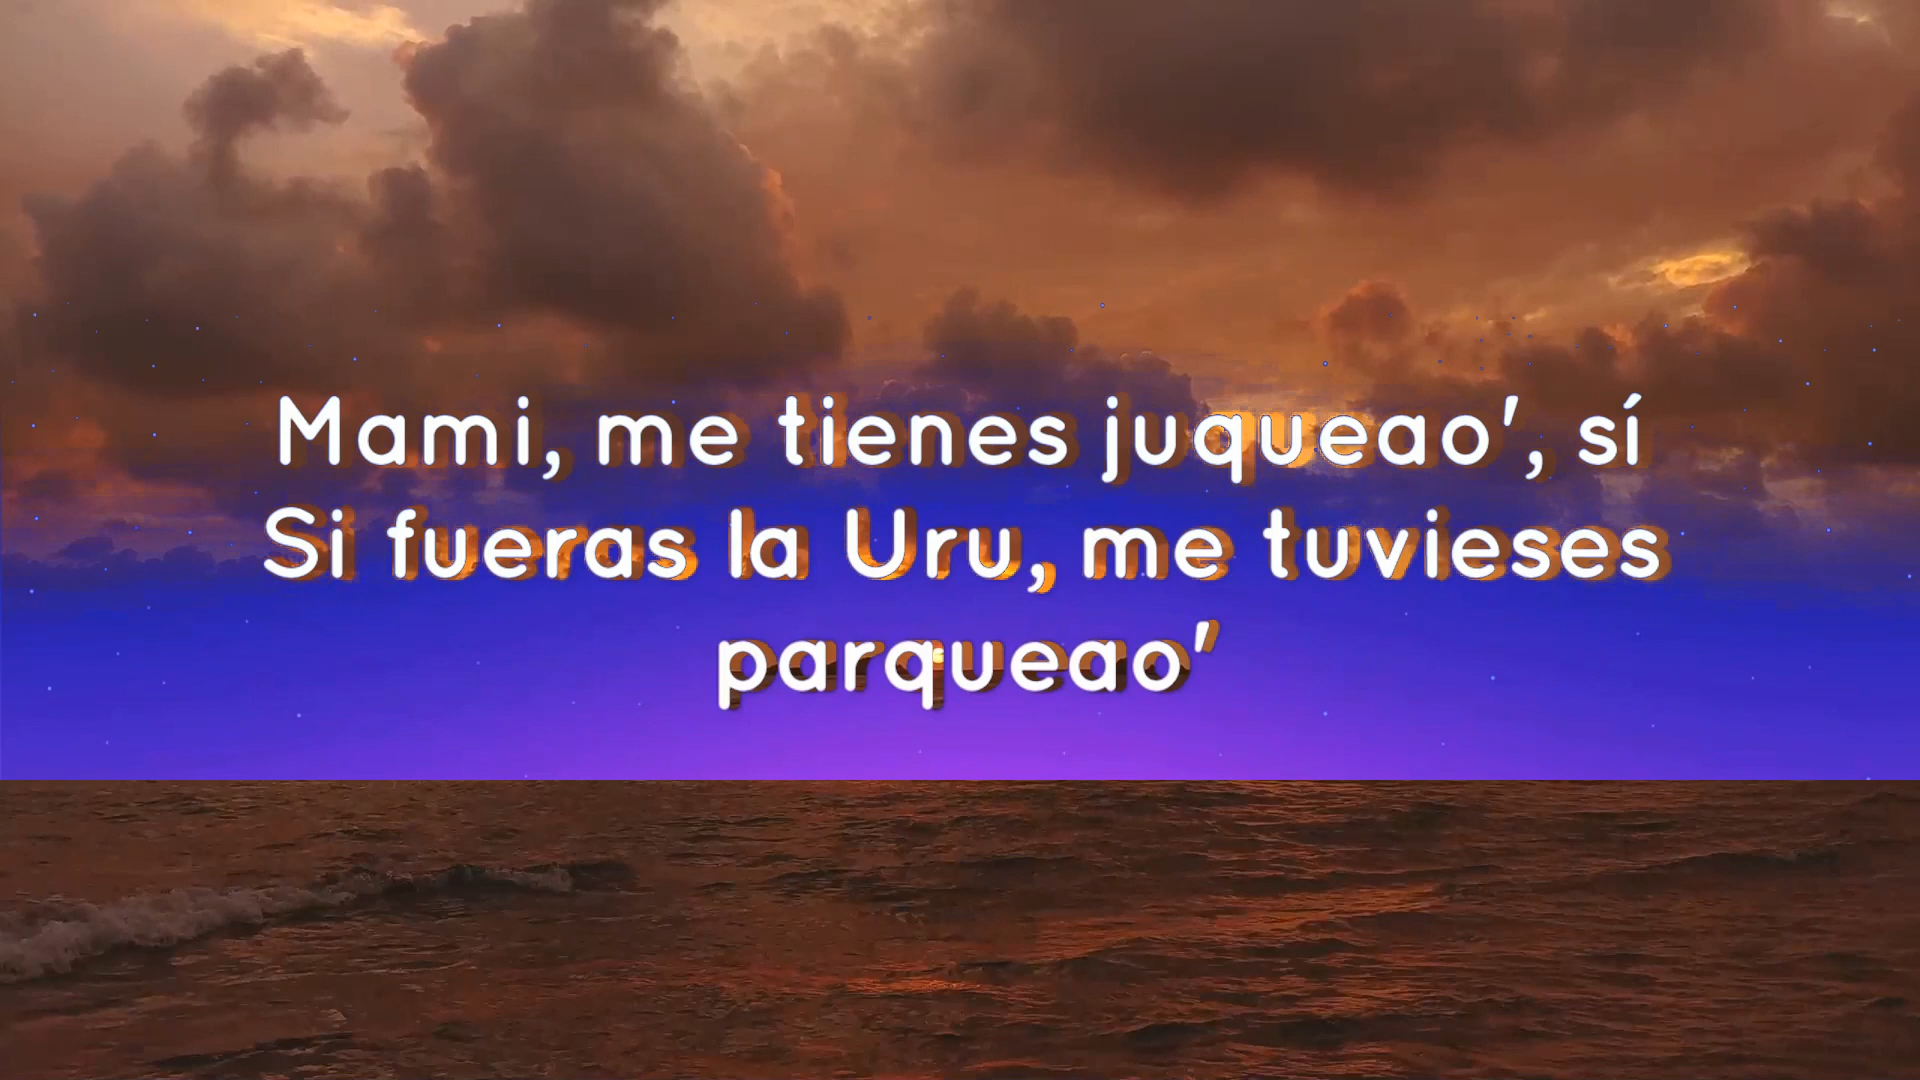 Mami, me tienes juqueao', sí
Si fueras la Uru, me tuvieses
parqueao'